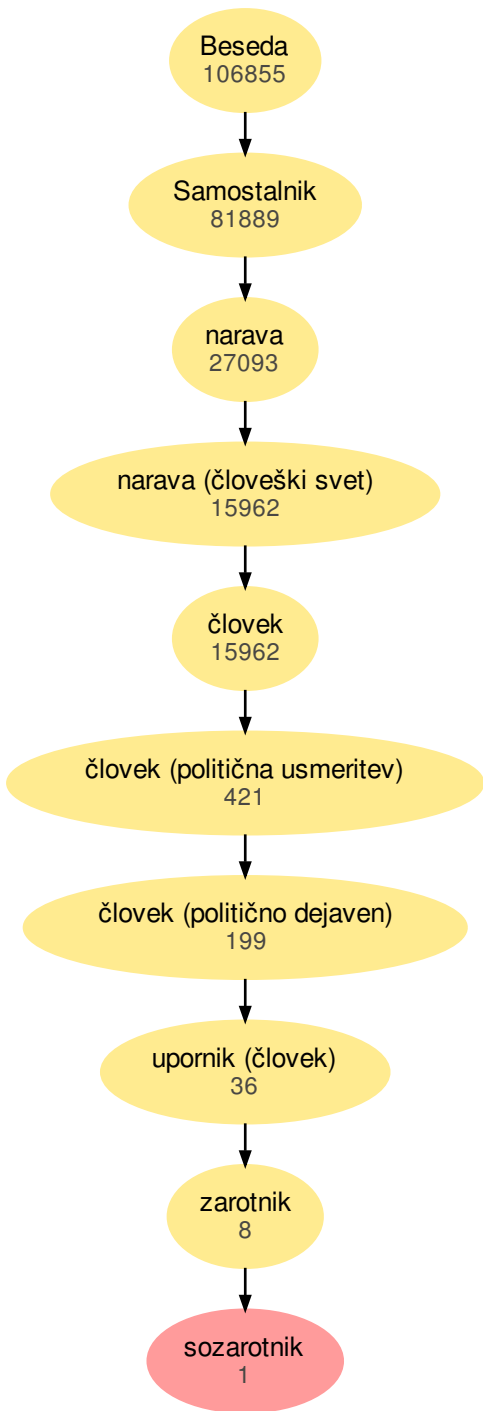 Beseda
106855
Samostalnik
81889
narava
27093
narava (človeški svet)
15962
človek
15962
človek (politična usmeritev)
421
človek (politično dejaven)
199
upornik (človek)
36
zarotnik
8
sozarotnik
1